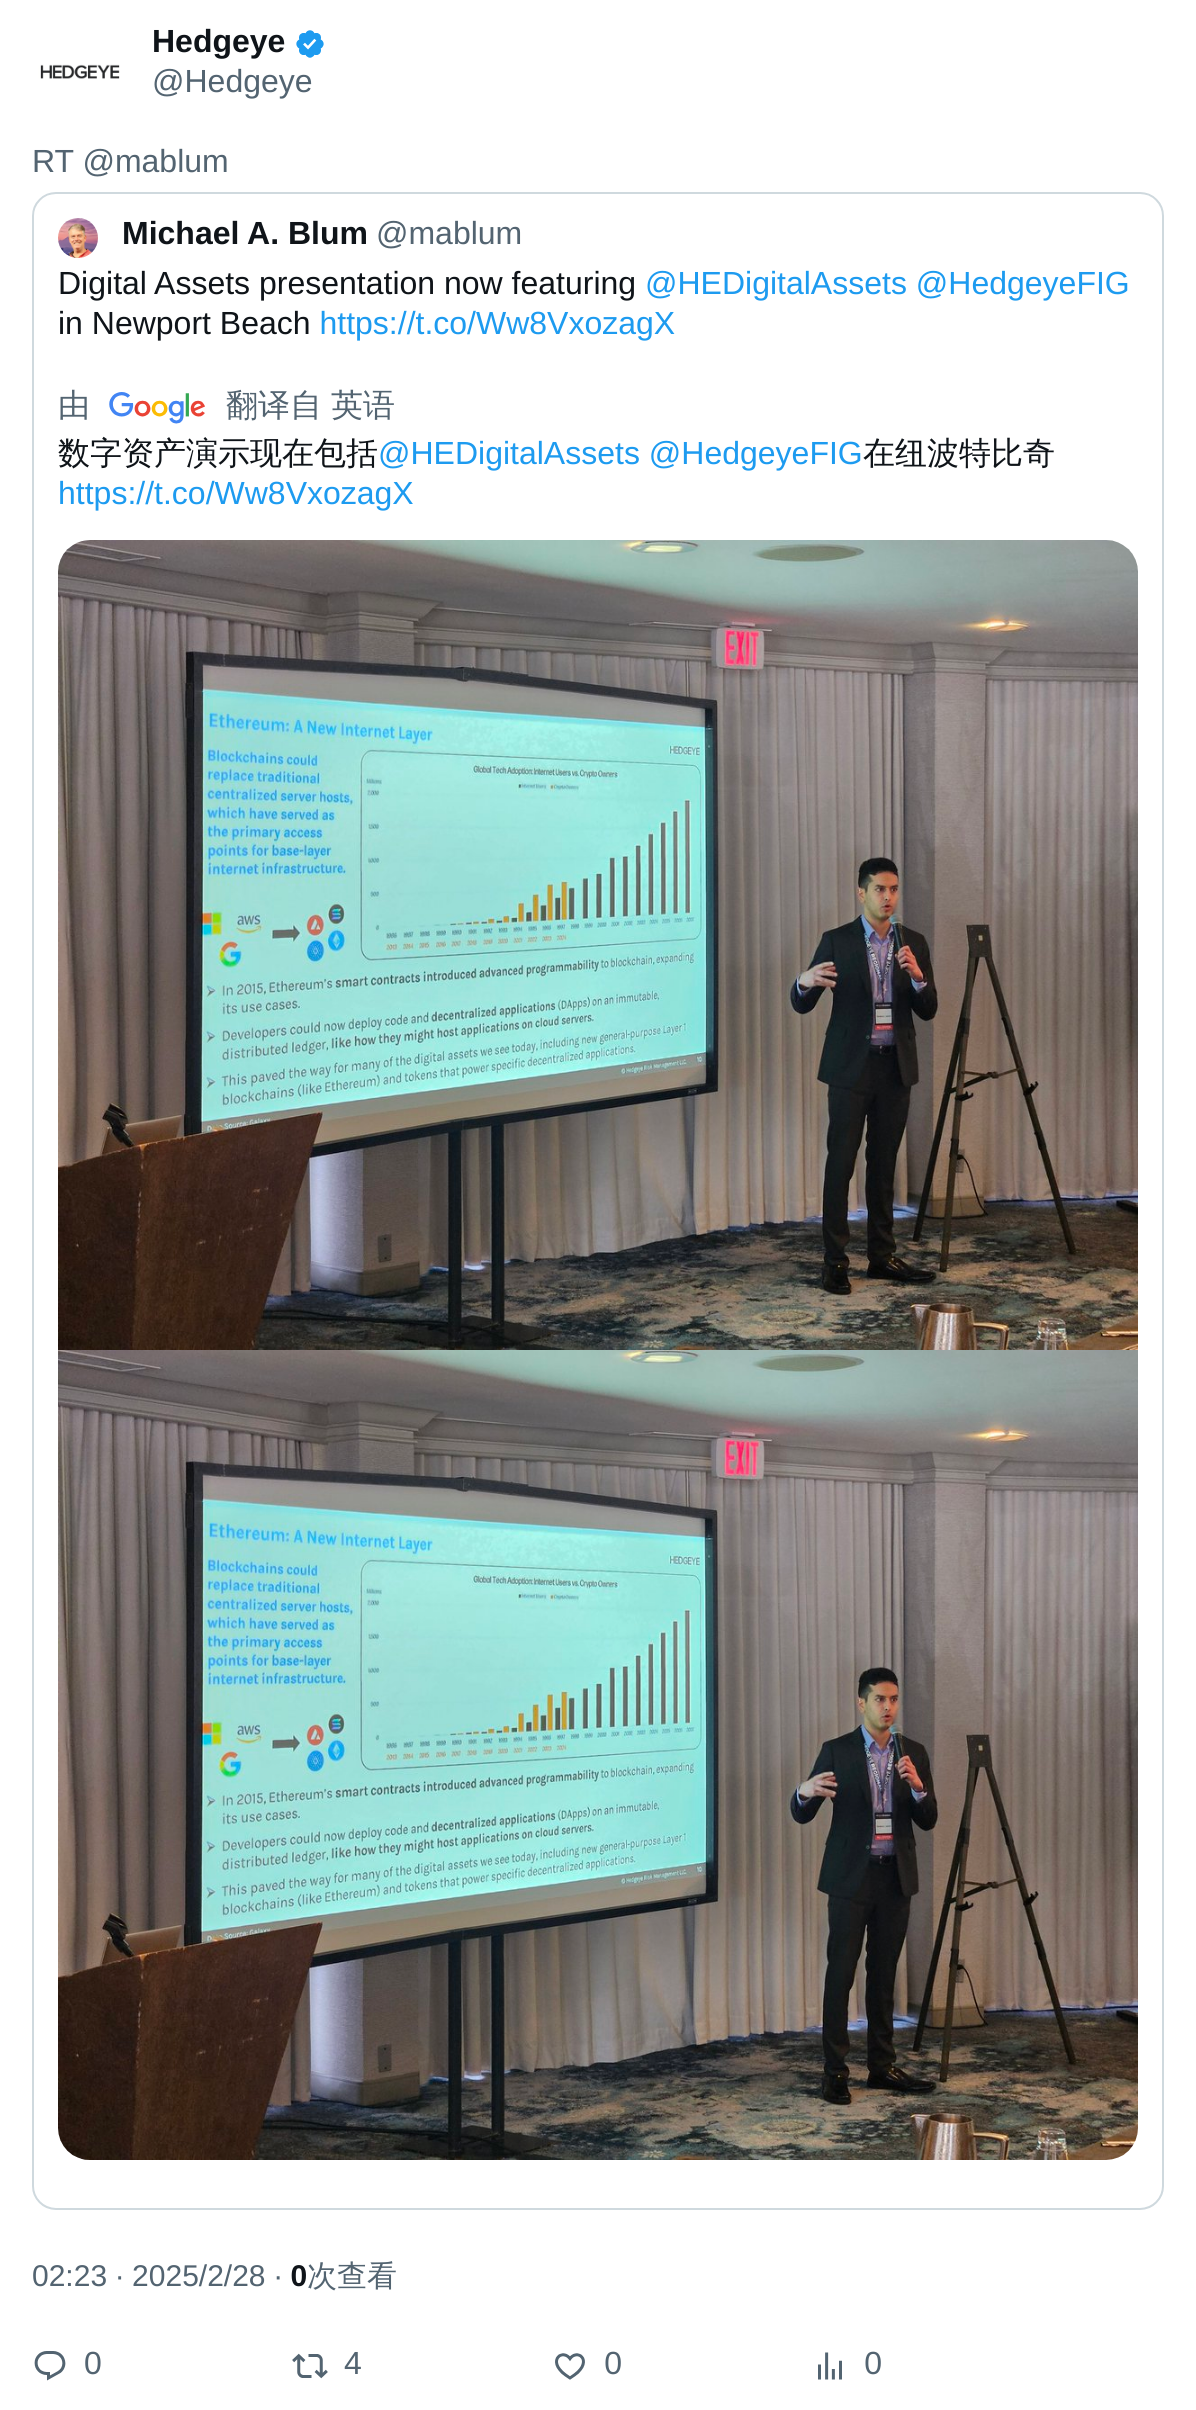 HEDGEYE
Hedgeye
@Hedgeye
RT @mablum
Michael A. Blum @mablum
Digital Assets presentation now featuring @HEDigitalAssets @HedgeyeFIG
in Newport Beach https://t.co/Ww8VxozagX
由 Google 翻译自 英语
数字资产演示现在包括@HEDigitalAssets @HedgeyeFIG在纽波特比奇
https://t.co/Ww8VxozagX
EXIT
Ethereum: A New Internet Layer
HEDGEYE
Blockchains could
replace traditional
centralized server hosts,
which have served as
the primary access
points for base-layer
internet infrastructure.
Global Tech Adoption: Internet Users vs. Crypto Owners
aws
In 2015, Ethereum's smart contracts introduced advanced programmability to blockchain, expanding
its use cases.
Developers could now deploy code and decentralized applications (DApps) on an immutable,
distributed ledger, like how they might host applications on cloud servers.
This paved the way for many of the digital assets we see today, including new general-purpose Layer 1
blockchains (like Ethereum) and tokens that power specific decentralized applications.
© Hedgeye Risk Management LLC
EXIT
Ethereum: A New Internet Layer
HEDGEYE
Blockchains could
replace traditional
centralized server hosts,
which have served as
the primary access
points for base-layer
internet infrastructure.
Global Tech Adoption: Internet Users vs. Crypto Owners
aws
In 2015, Ethereum's smart contracts introduced advanced programmability to blockchain, expanding
its use cases.
Developers could now deploy code and decentralized applications (DApps) on an immutable,
distributed ledger, like how they might host applications on cloud servers.
This paved the way for many of the digital assets we see today, including new general-purpose Layer 1
blockchains (like Ethereum) and tokens that power specific decentralized applications.
© Hedgeye Risk Management LLC
02:23 · 2025/2/28 · 0次查看
0 4 0 0